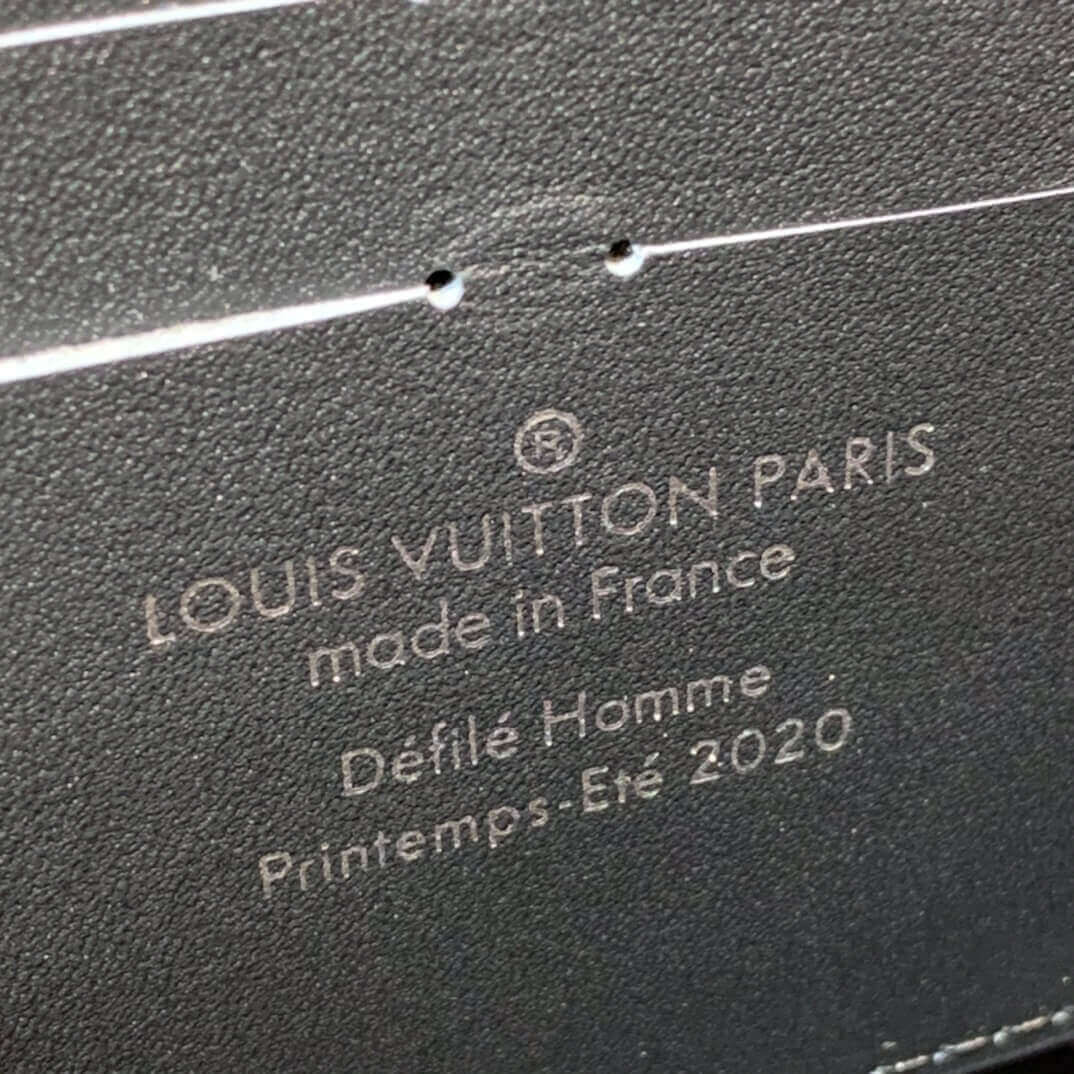 ®
LOUIS VUITTON PARIS
made in France
Défilé Homme
Printemps-Eté 2020